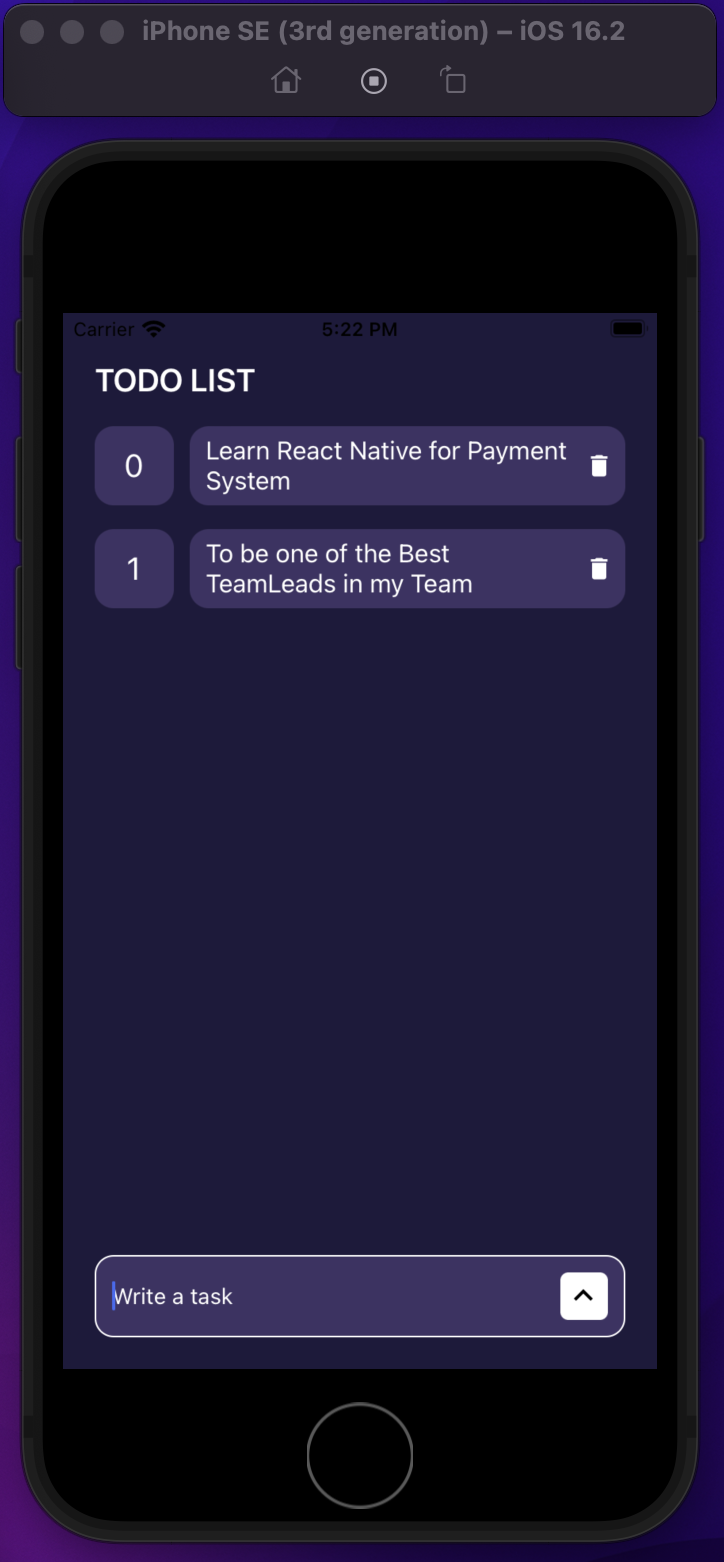 iPhone SE (3rd generation) – iOS 16.2
Carrier 5:22 PM
TODO LIST
0
Learn React Native for Payment
System
1
To be one of the Best
TeamLeads in my Team
Write a task